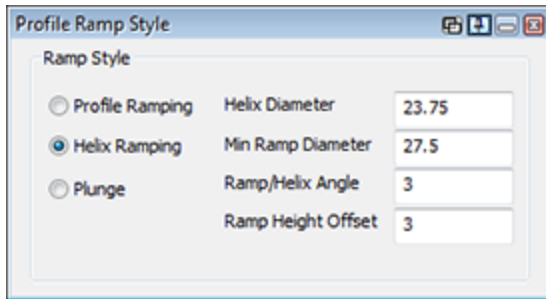 Profile Ramp Style
Ramp Style
Profile Ramping Helix Diameter 23.75
Helix Ramping Min Ramp Diameter 27.5
Plunge Ramp/Helix Angle 3
Ramp Height Offset 3